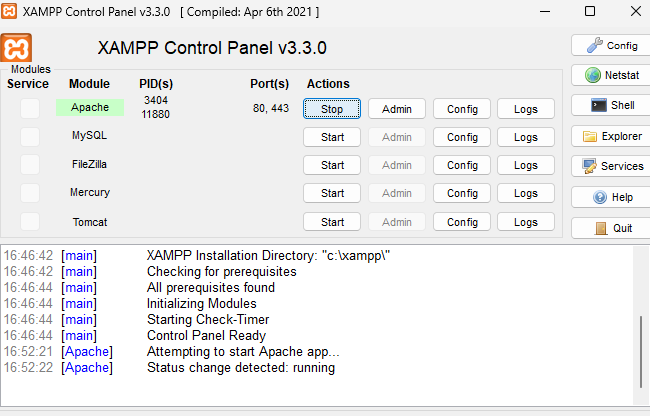 XAMPP Control Panel v3.3.0 [ Compiled: Apr 6th 2021 ]
XAMPP Control Panel v3.3.0
Config
Modules
Service Module PID(s) Port(s) Actions
Netstat
Apache 3404 11880 80, 443 Stop Admin Config Logs
Shell
MySQL Start Admin Config Logs
Explorer
FileZilla Start Admin Config Logs
Services
Mercury Start Admin Config Logs
Help
Tomcat Start Admin Config Logs
Quit
16:46:42 [main] XAMPP Installation Directory: "c:\xampp\"
16:46:42 [main] Checking for prerequisites
16:46:44 [main] All prerequisites found
16:46:44 [main] Initializing Modules
16:46:44 [main] Starting Check-Timer
16:46:44 [main] Control Panel Ready
16:52:21 [Apache] Attempting to start Apache app...
16:52:22 [Apache] Status change detected: running